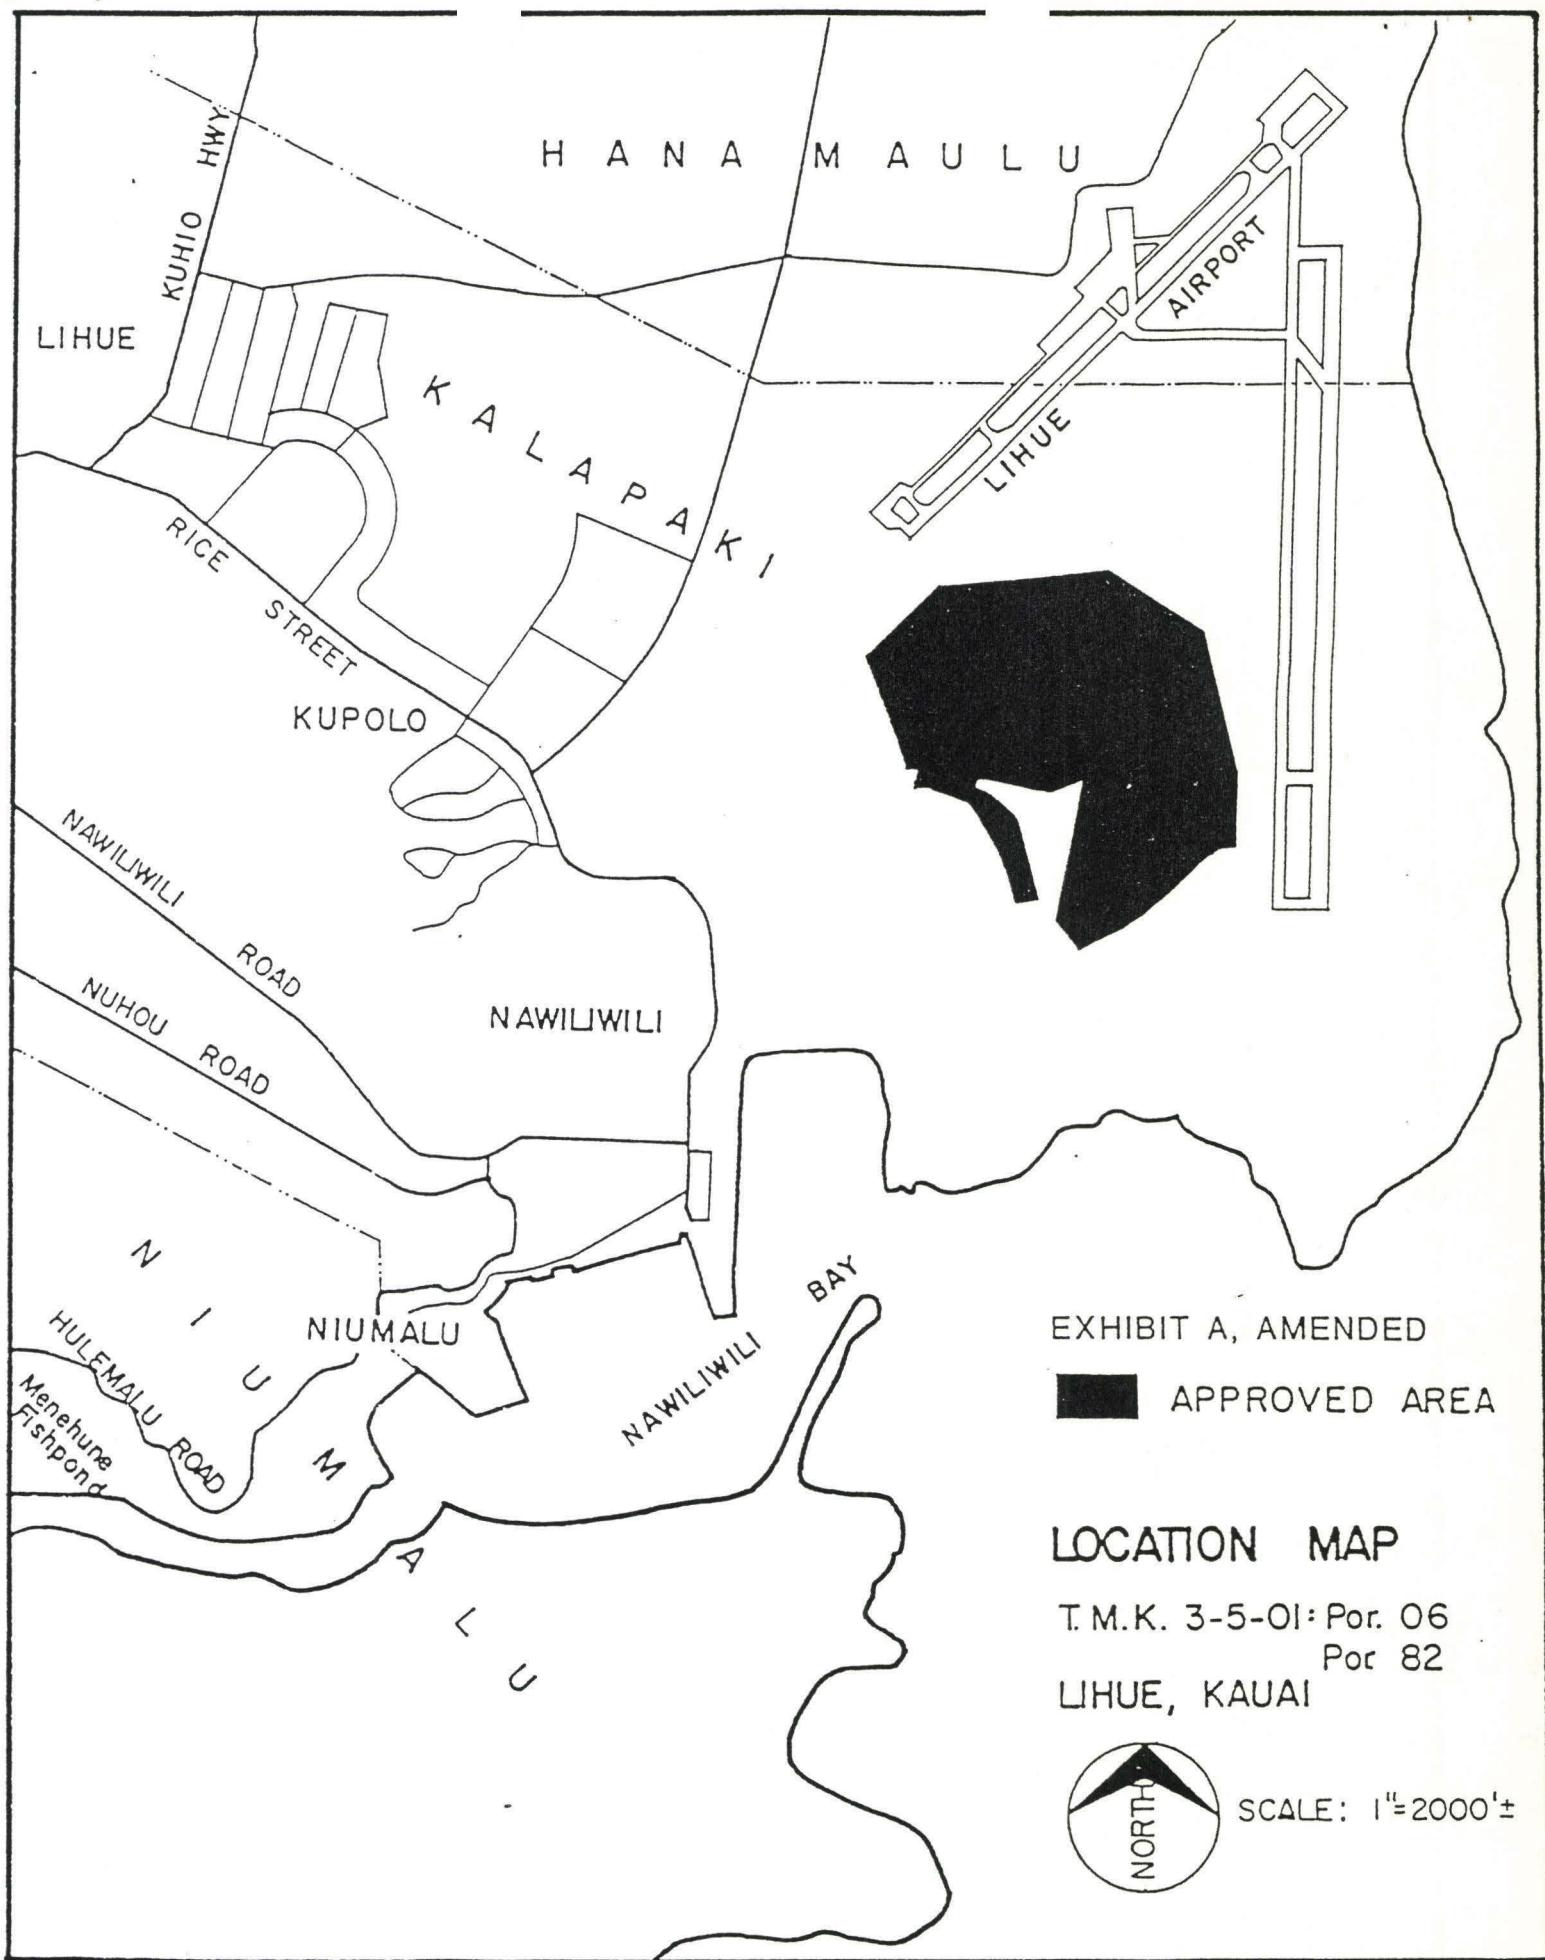 HANAMAULU
KUHIO HWY
LIHUE
LIHUE AIRPORT
KALAPAKI
RICE STREET
KUPOLO
NAWILIWILI ROAD
NUHOU ROAD
NAWILIWILI
NIUMALU
NIUMALU
HULEMALU ROAD
Menehune
Fishpond
NAWILIWILI BAY
EXHIBIT A, AMENDED
APPROVED AREA
LOCATION MAP
T.M.K. 3-5-01: Por. 06
Por 82
LIHUE, KAUAI
NORTH
SCALE: 1"=2000'±